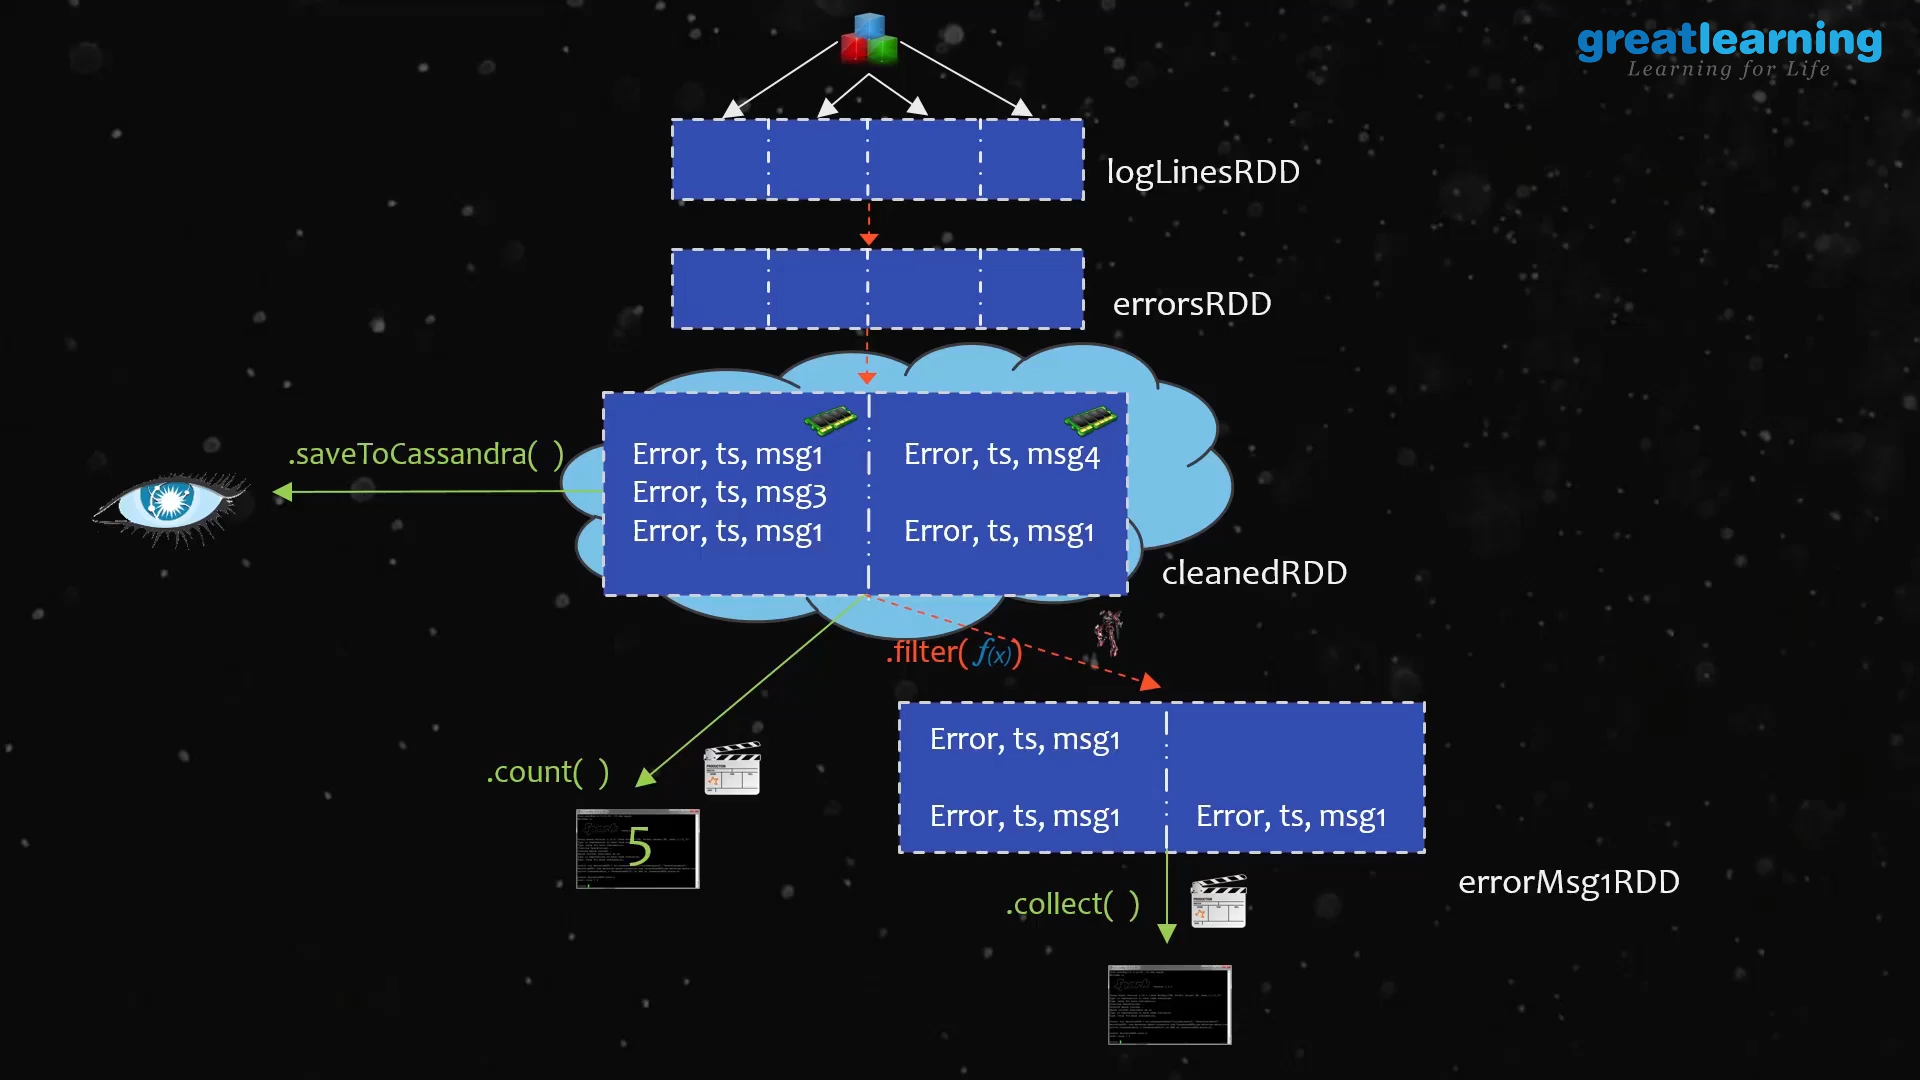 greatlearning
Learning for Life
logLinesRDD
errorsRDD
.saveToCassandra( )
Error, ts, msg1
Error, ts, msg3
Error, ts, msg1
Error, ts, msg4
Error, ts, msg1
cleanedRDD
.filter( f(x) )
.count( )
5
Error, ts, msg1
Error, ts, msg1
Error, ts, msg1
errorMsg1RDD
.collect( )